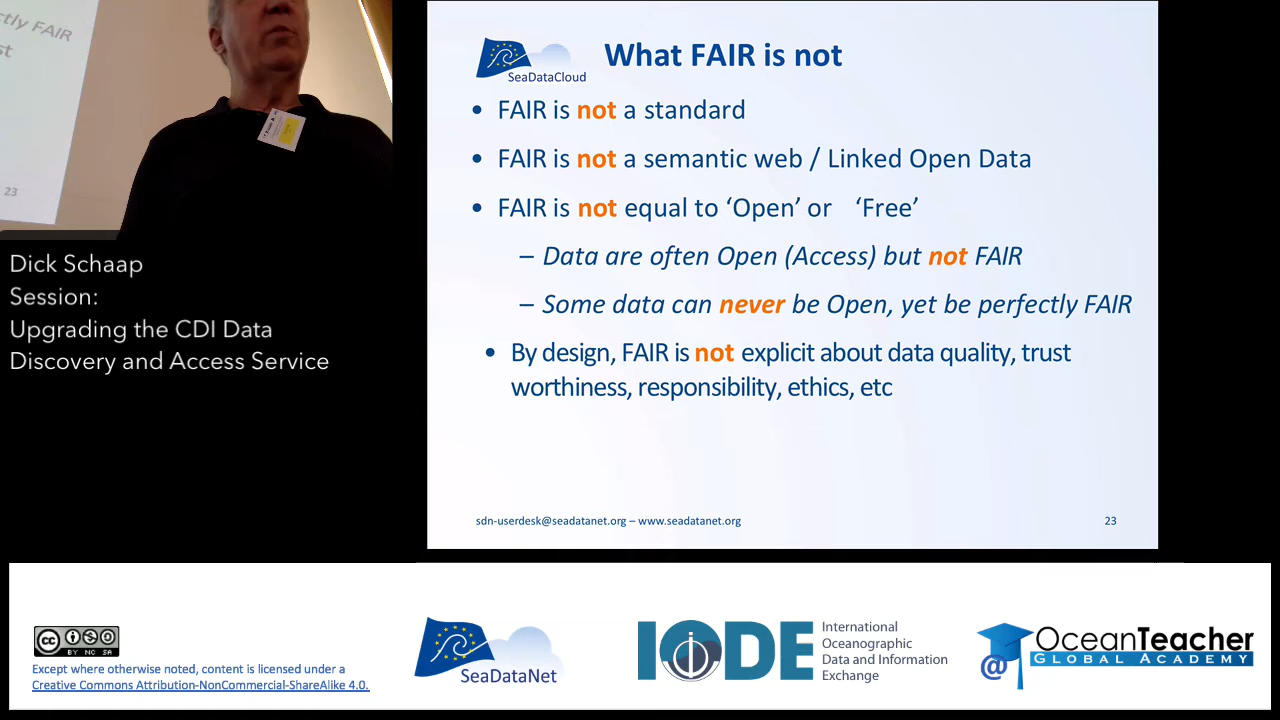 ctly FAIR
st
23
Dick Schaap
Session:
Upgrading the CDI Data
Discovery and Access Service
SeaDataCloud
What FAIR is not
• FAIR is not a standard
• FAIR is not a semantic web / Linked Open Data
• FAIR is not equal to ‘Open’ or ‘Free’
– Data are often Open (Access) but not FAIR
– Some data can never be Open, yet be perfectly FAIR
• By design, FAIR is not explicit about data quality, trust
worthiness, responsibility, ethics, etc
sdn-userdesk@seadatanet.org – www.seadatanet.org
23
cc
BY NC SA
Except where otherwise noted, content is licensed under a
Creative Commons Attribution-NonCommercial-ShareAlike 4.0.
SeaDataNet
IODE
International
Oceanographic
Data and Information
Exchange
@
OceanTeacher
GLOBAL ACADEMY